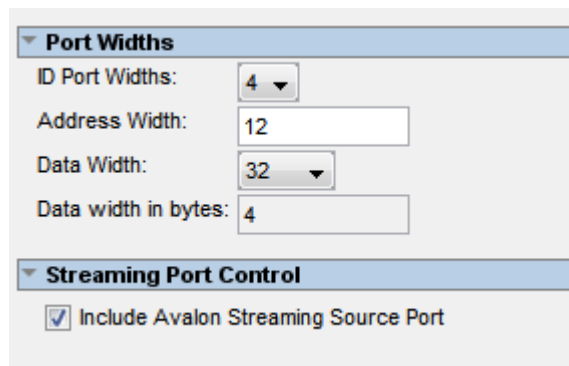 Port Widths
ID Port Widths: 4
Address Width: 12
Data Width: 32
Data width in bytes: 4
Streaming Port Control
Include Avalon Streaming Source Port